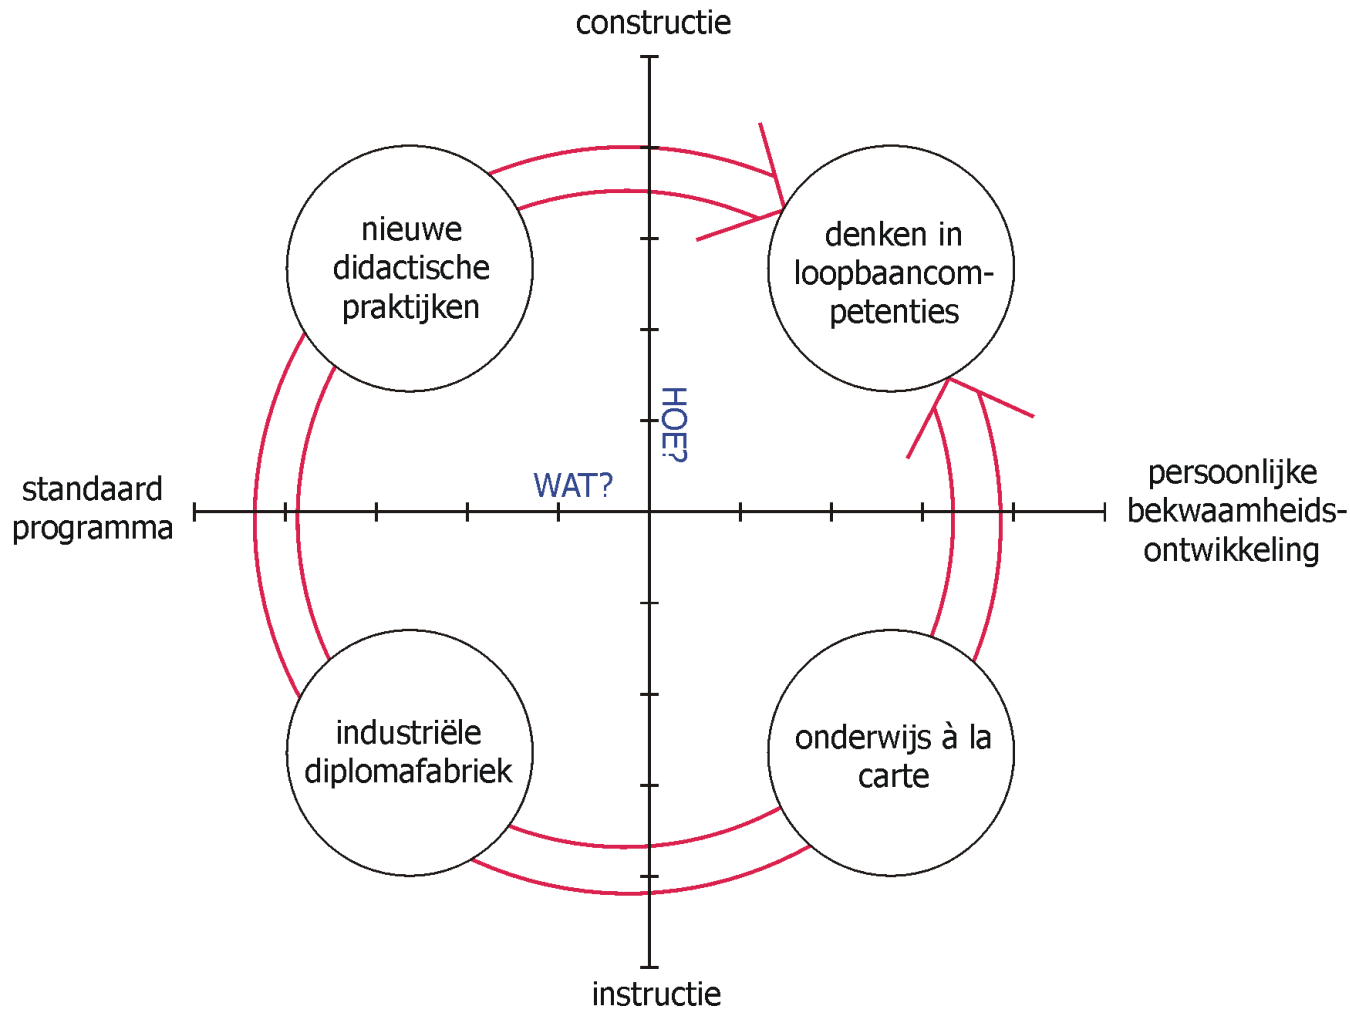 constructie
nieuwe
didactische
praktijken
denken in
loopbaancom-
petenties
HOE?
WAT?
standaard
programma
persoonlijke
bekwaamheids-
ontwikkeling
industriële
diplomafabriek
onderwijs à la
carte
instructie